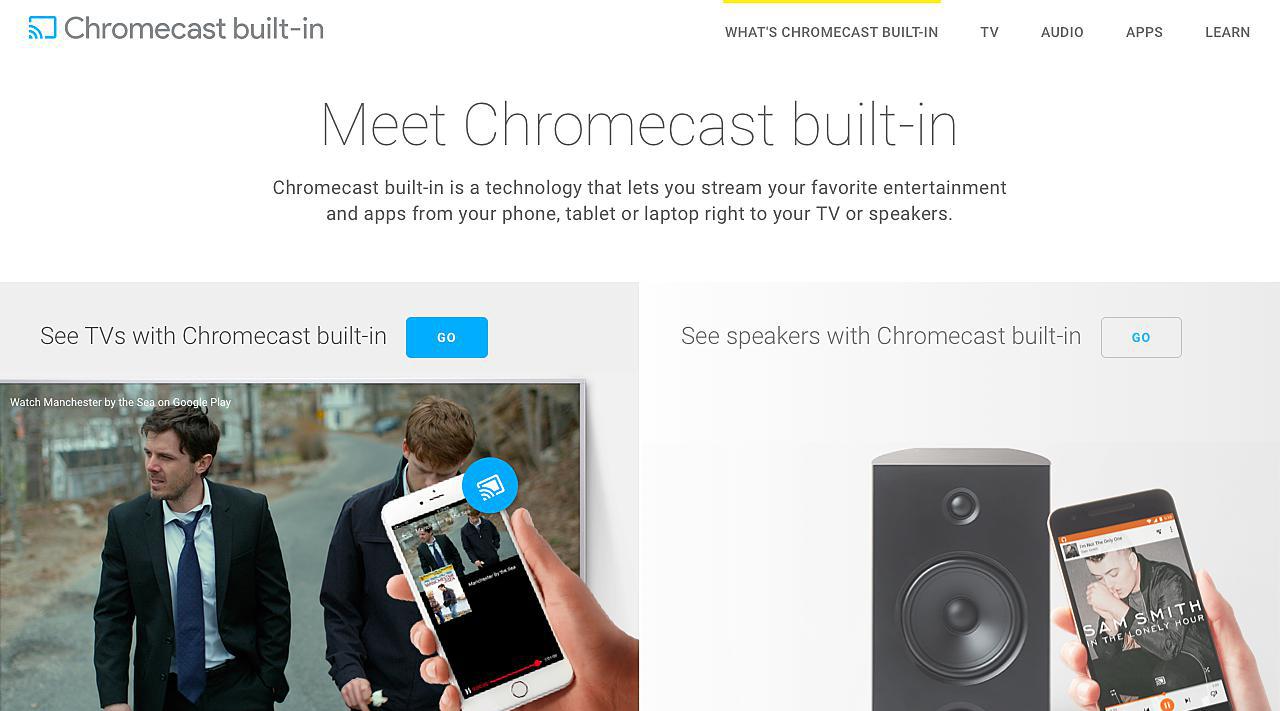 Chromecast built-in
WHAT'S CHROMECAST BUILT-IN
TV
AUDIO
APPS
LEARN
Meet Chromecast built-in
Chromecast built-in is a technology that lets you stream your favorite entertainment
and apps from your phone, tablet or laptop right to your TV or speakers.
See TVs with Chromecast built-in
GO
See speakers with Chromecast built-in
GO
Watch Manchester by the Sea on Google Play
Manchester by the Sea
I'm Not The Only One
SAM SMITH
IN THE LONELY HOUR